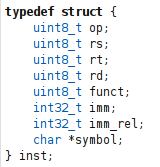 typedef struct {
    uint8_t op;
    uint8_t rs;
    uint8_t rt;
    uint8_t rd;
    uint8_t funct;
    int32_t imm;
    int32_t imm_rel;
    char *symbol;
} inst;